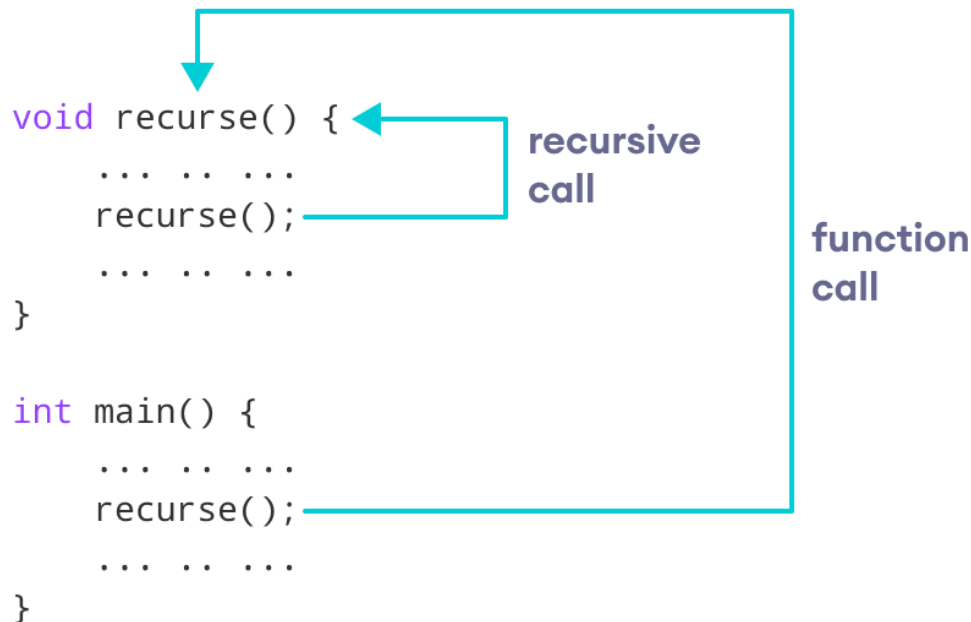 void recurse() {
... .. ...
recurse();
... .. ...
}
int main() {
... .. ...
recurse();
... .. ...
}
recursive
call
function
call